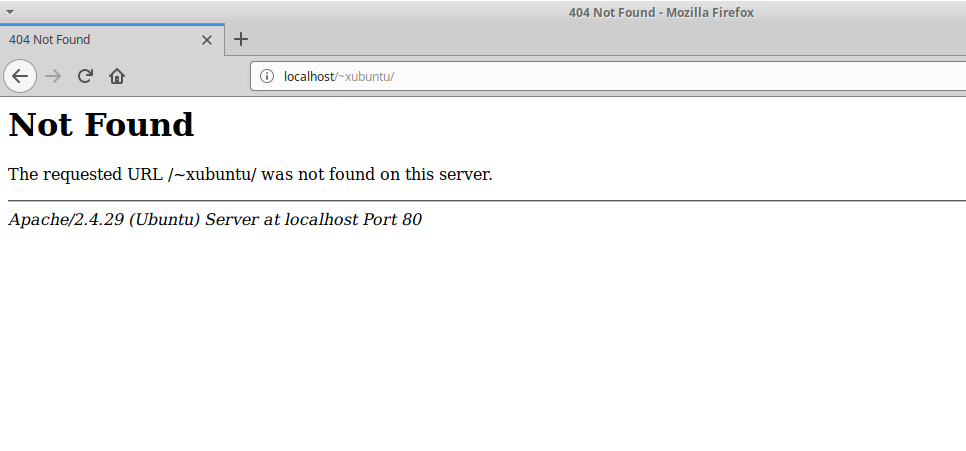 404 Not Found - Mozilla Firefox
404 Not Found
localhost/~xubuntu/
Not Found
The requested URL /~xubuntu/ was not found on this server.
Apache/2.4.29 (Ubuntu) Server at localhost Port 80